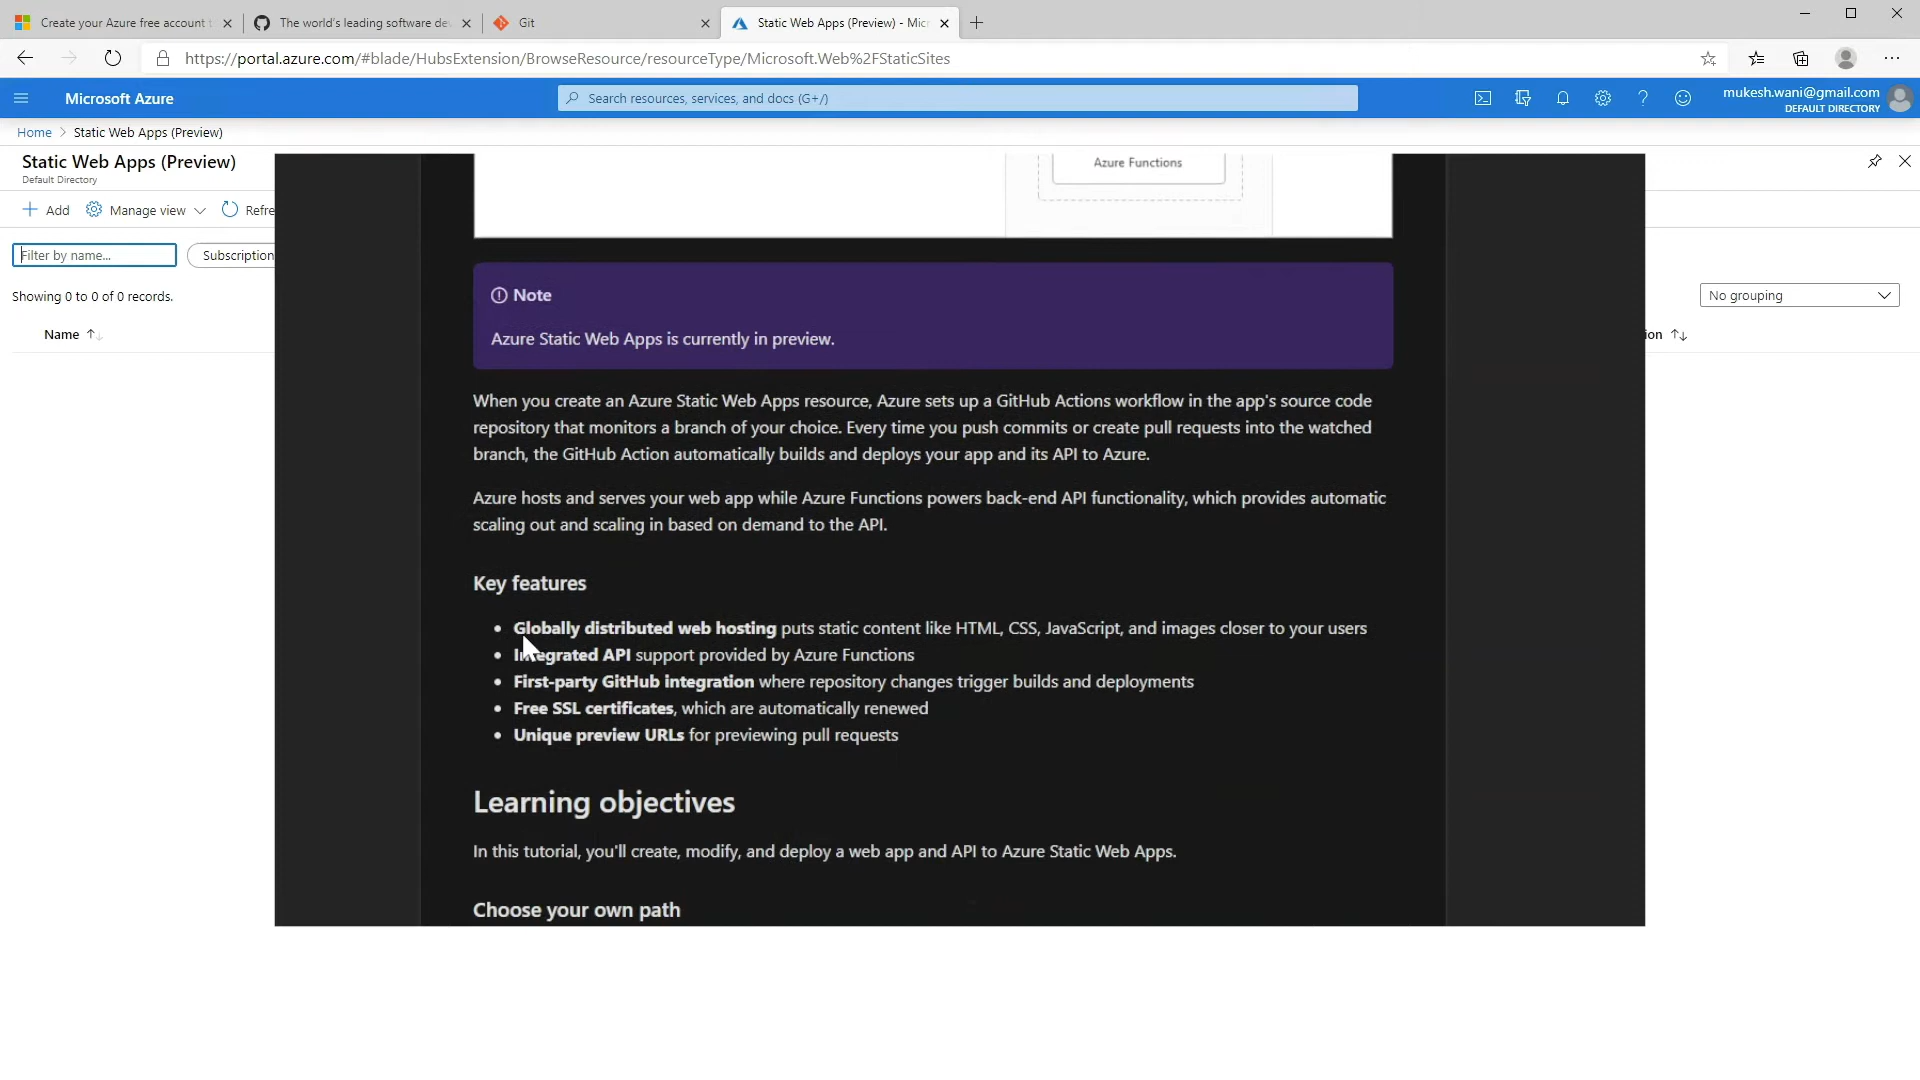 Create your Azure free account t
The world's leading software de
Git
Static Web Apps (Preview) - Micr
https://portal.azure.com/#blade/HubsExtension/BrowseResource/resourceType/Microsoft.Web%2FStaticSites
Microsoft Azure
Search resources, services, and docs (G+/)
mukesh.wani@gmail.com
DEFAULT DIRECTORY
Home > Static Web Apps (Preview)
Static Web Apps (Preview)
Default Directory
Add
Manage view
Refre
Filter by name...
Subscription
Showing 0 to 0 of 0 records.
No grouping
Name
ion
Azure Functions
Note
Azure Static Web Apps is currently in preview.
When you create an Azure Static Web Apps resource, Azure sets up a GitHub Actions workflow in the app's source code
repository that monitors a branch of your choice. Every time you push commits or create pull requests into the watched
branch, the GitHub Action automatically builds and deploys your app and its API to Azure.
Azure hosts and serves your web app while Azure Functions powers back-end API functionality, which provides automatic
scaling out and scaling in based on demand to the API.
Key features
• Globally distributed web hosting puts static content like HTML, CSS, JavaScript, and images closer to your users
• Integrated API support provided by Azure Functions
• First-party GitHub integration where repository changes trigger builds and deployments
• Free SSL certificates, which are automatically renewed
• Unique preview URLs for previewing pull requests
Learning objectives
In this tutorial, you'll create, modify, and deploy a web app and API to Azure Static Web Apps.
Choose your own path